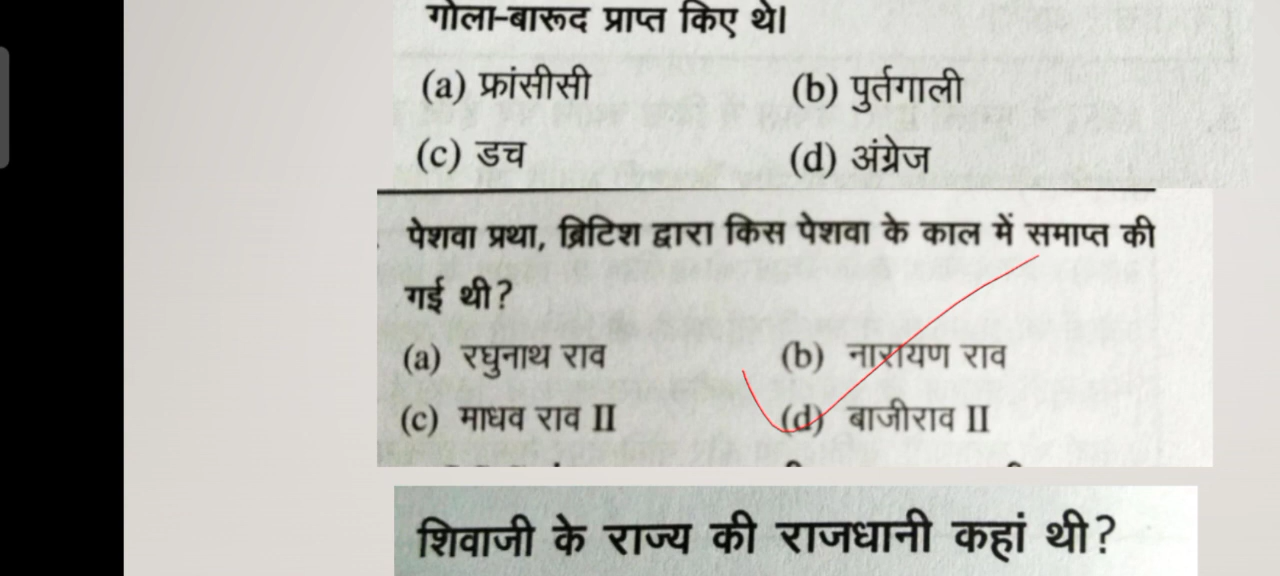 गोला-बारूद प्राप्त किए थे।
(a) फ्रांसीसी (b) पुर्तगाली
(c) डच (d) अंग्रेज
पेशवा प्रथा, ब्रिटिश द्वारा किस पेशवा के काल में समाप्त की
गई थी?
(a) रघुनाथ राव (b) नारायण राव
(c) माधव राव II (d) बाजीराव II
शिवाजी के राज्य की राजधानी कहां थी?